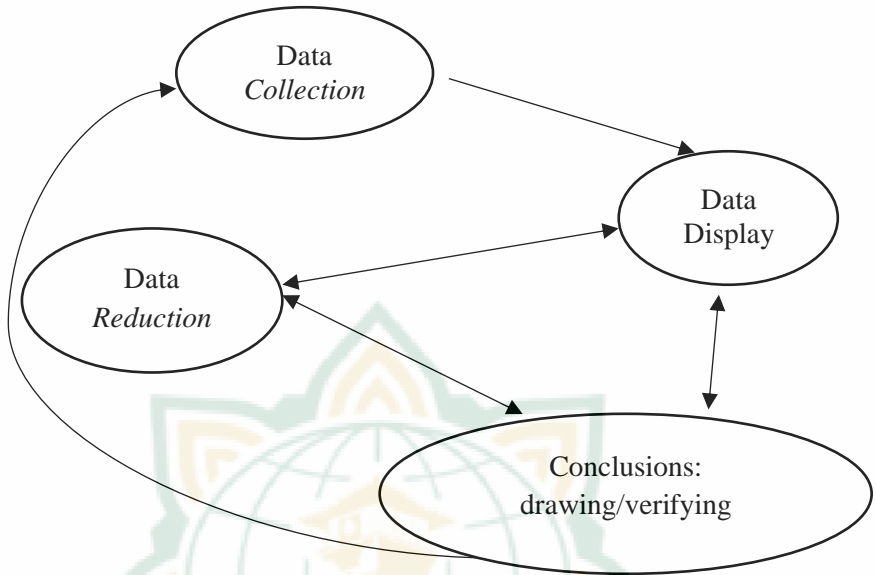 Data
Collection
Data
Display
Data
Reduction
Conclusions:
drawing/verifying